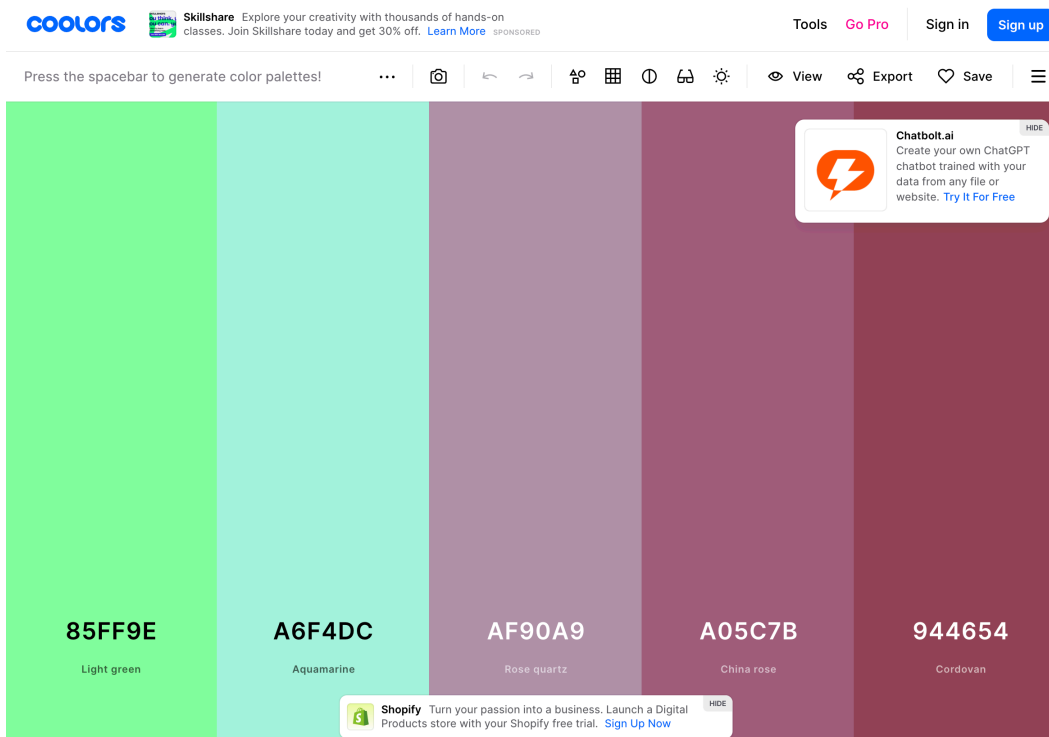 coolors
Skillshare Explore your creativity with thousands of hands-on
classes. Join Skillshare today and get 30% off. Learn More SPONSORED
Tools Go Pro Sign in Sign up
Press the spacebar to generate color palettes!
View Export Save
HIDE
Chatbolt.ai
Create your own ChatGPT
chatbot trained with your
data from any file or
website. Try It For Free
85FF9E A6F4DC AF90A9 A05C7B 944654
Light green Aquamarine Rose quartz China rose Cordovan
Shopify Turn your passion into a business. Launch a Digital HIDE
Products store with your Shopify free trial. Sign Up Now